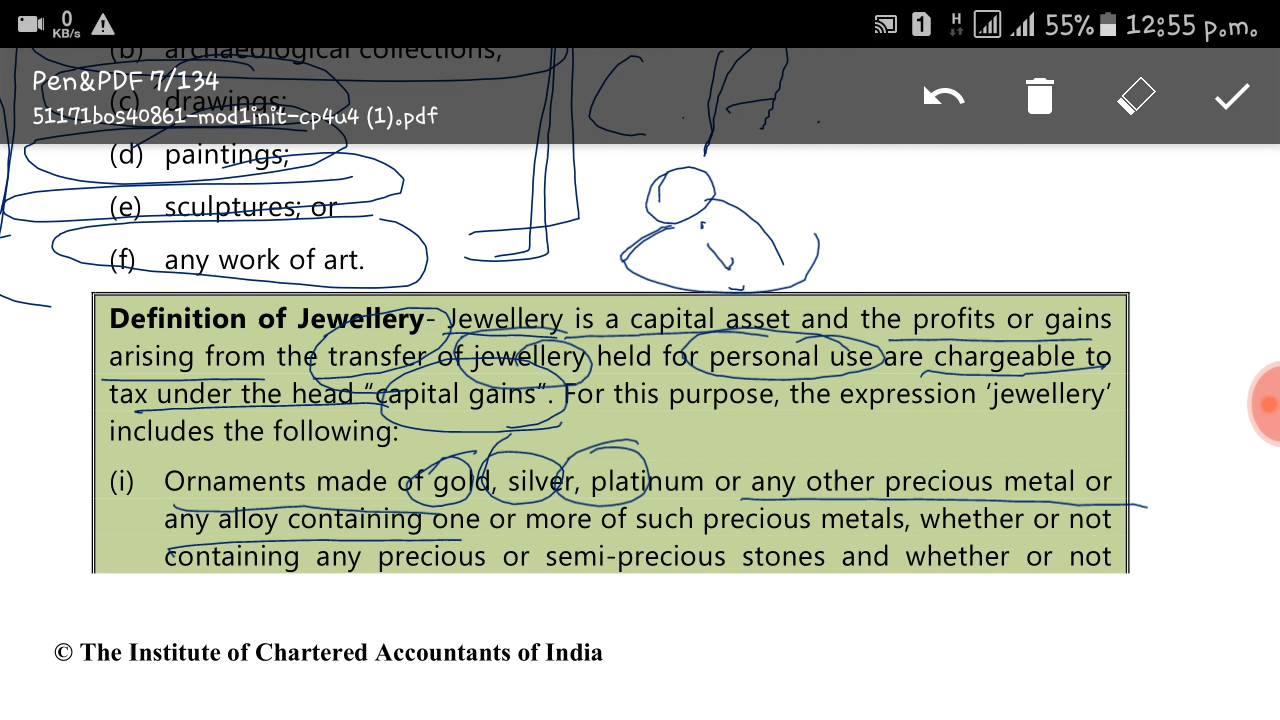 0 KB/s 1 H 55% 12:55 p.m.
(b) archaeological collections;
Pen&PDF 7/134
(c) drawings;
51171bos40861-mod1init-cp4u4 (1).pdf
(d) paintings;
(e) sculptures; or
(f) any work of art.
Definition of Jewellery- Jewellery is a capital asset and the profits or gains
arising from the transfer of jewellery held for personal use are chargeable to
tax under the head “capital gains”. For this purpose, the expression ‘jewellery’
includes the following:
(i) Ornaments made of gold, silver, platinum or any other precious metal or
any alloy containing one or more of such precious metals, whether or not
containing any precious or semi-precious stones and whether or not
© The Institute of Chartered Accountants of India